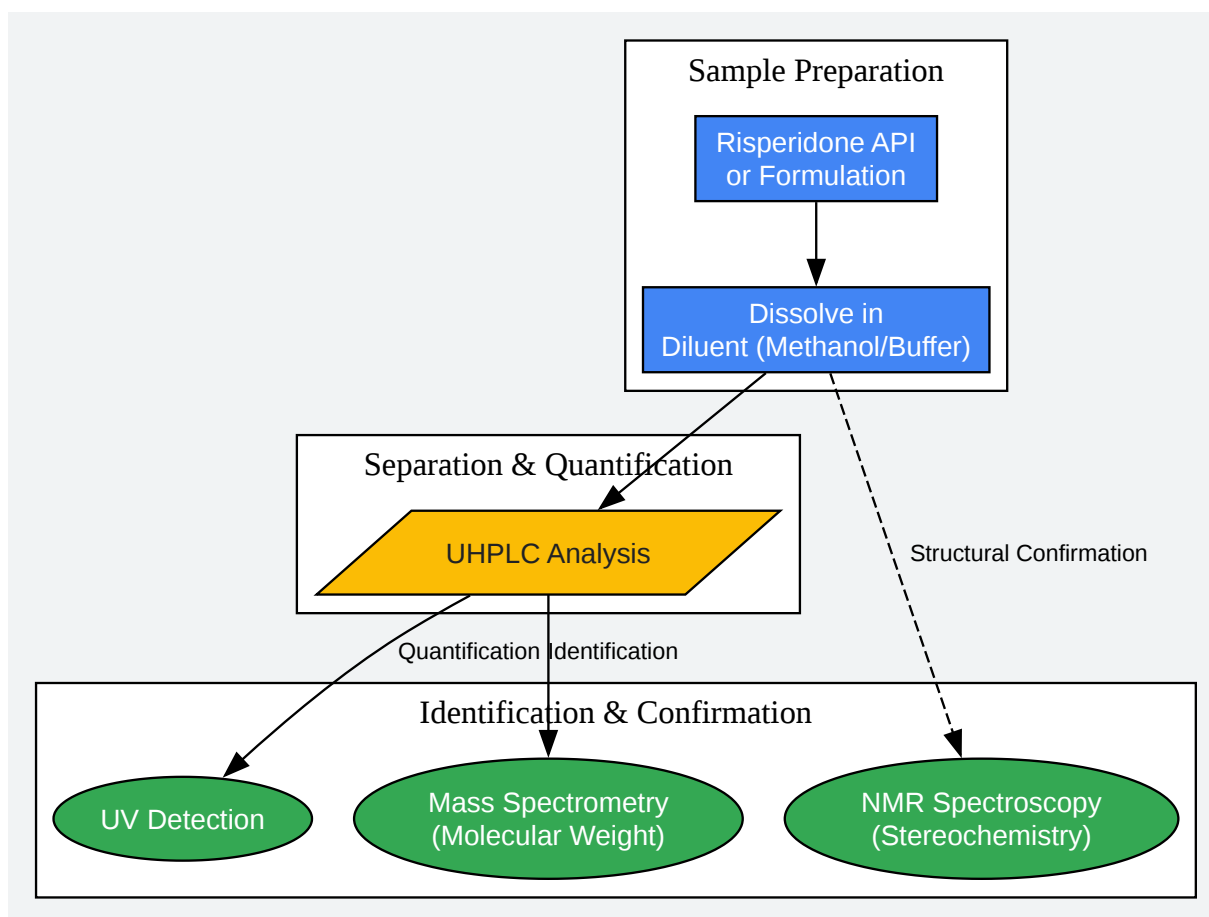 Sample Preparation
Risperidone API
or Formulation
Dissolve in
Diluent (Methanol/Buffer)
Separation & Quantification
UHPLC Analysis
Structural Confirmation
Quantification
Identification
Identification & Confirmation
UV Detection
Mass Spectrometry
(Molecular Weight)
NMR Spectroscopy
(Stereochemistry)